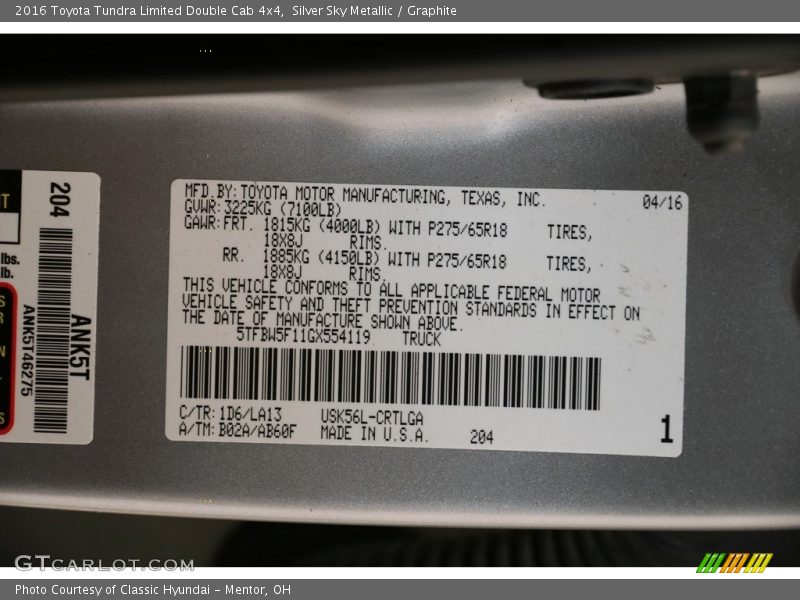 2016 Toyota Tundra Limited Double Cab 4x4,  Silver Sky Metallic / Graphite
204
lbs.
lb.
ANK5T46275
ANK5T
MFD.BY:TOYOTA MOTOR MANUFACTURING, TEXAS, INC. 04/16
GVWR:3225KG (7100LB)
GAWR:FRT. 1815KG (4000LB) WITH P275/65R18 TIRES,
18X8J RIMS.
RR. 1885KG (4150LB) WITH P275/65R18 TIRES,
18X8J RIMS.
THIS VEHICLE CONFORMS TO ALL APPLICABLE FEDERAL MOTOR
VEHICLE SAFETY AND THEFT PREVENTION STANDARDS IN EFFECT ON
THE DATE OF MANUFACTURE SHOWN ABOVE.
5TFBW5F11GX554119 TRUCK
C/TR:1D6/LA13 USK56L-CRTLGA
A/TM:B02A/AB60F MADE IN U.S.A. 204
1
GTCarLot.com
Photo Courtesy of Classic Hyundai - Mentor, OH